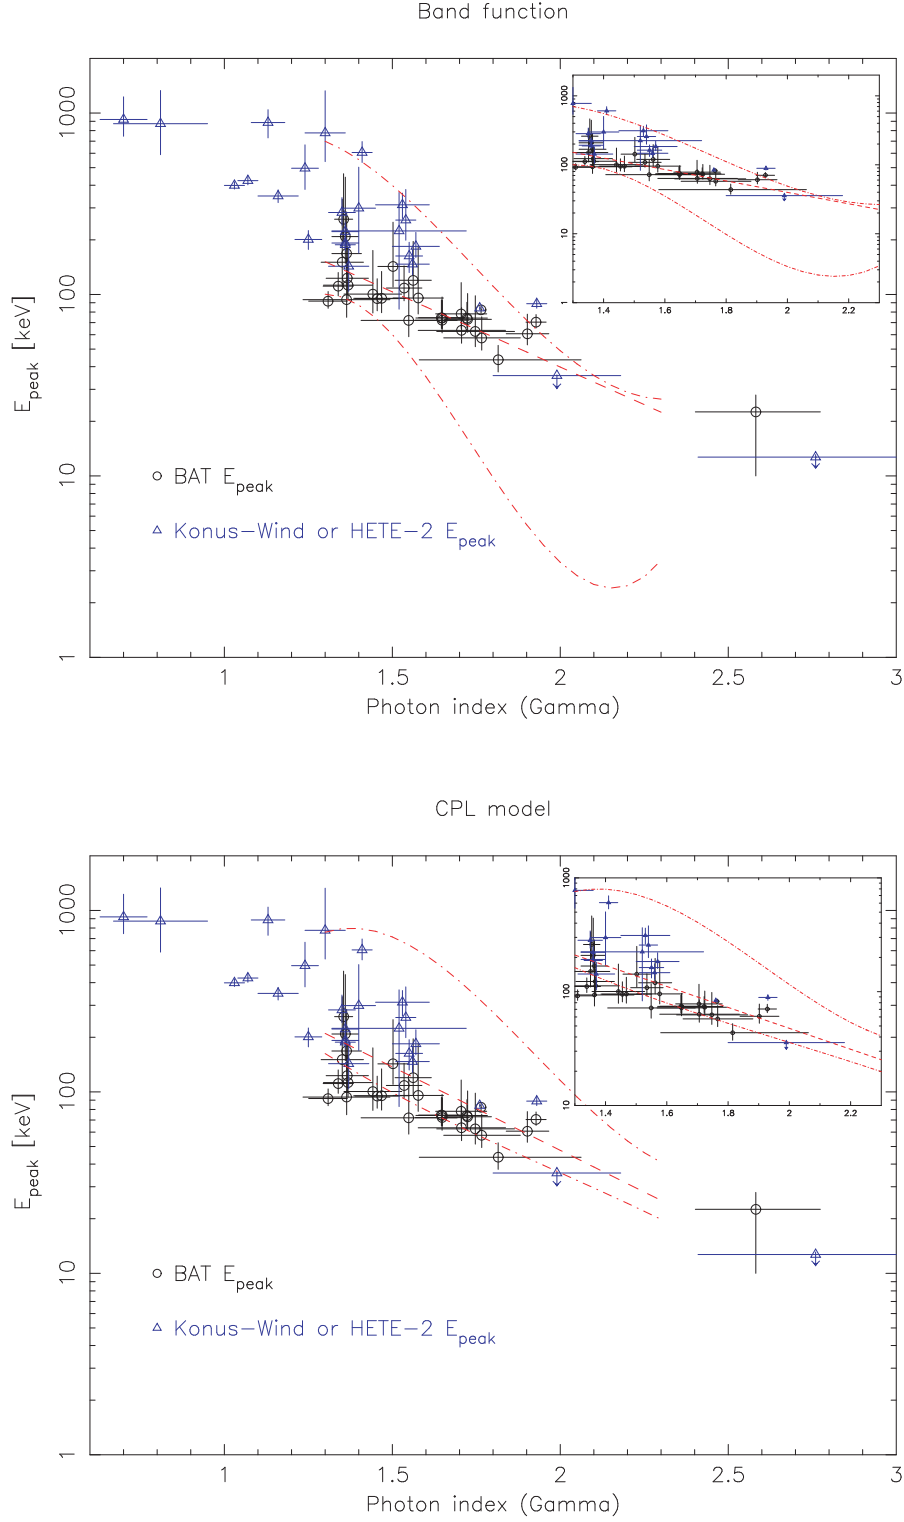 Band function
1000
100
10
1
E_peak [keV]
1000
100
10
1
1.4 1.6 1.8 2 2.2
BAT E_peak
Konus-Wind or HETE-2 E_peak
1 1.5 2 2.5 3
Photon index (Gamma)
CPL model
1000
100
10
1
E_peak [keV]
1000
100
10
1.4 1.6 1.8 2 2.2
BAT E_peak
Konus-Wind or HETE-2 E_peak
1 1.5 2 2.5 3
Photon index (Gamma)